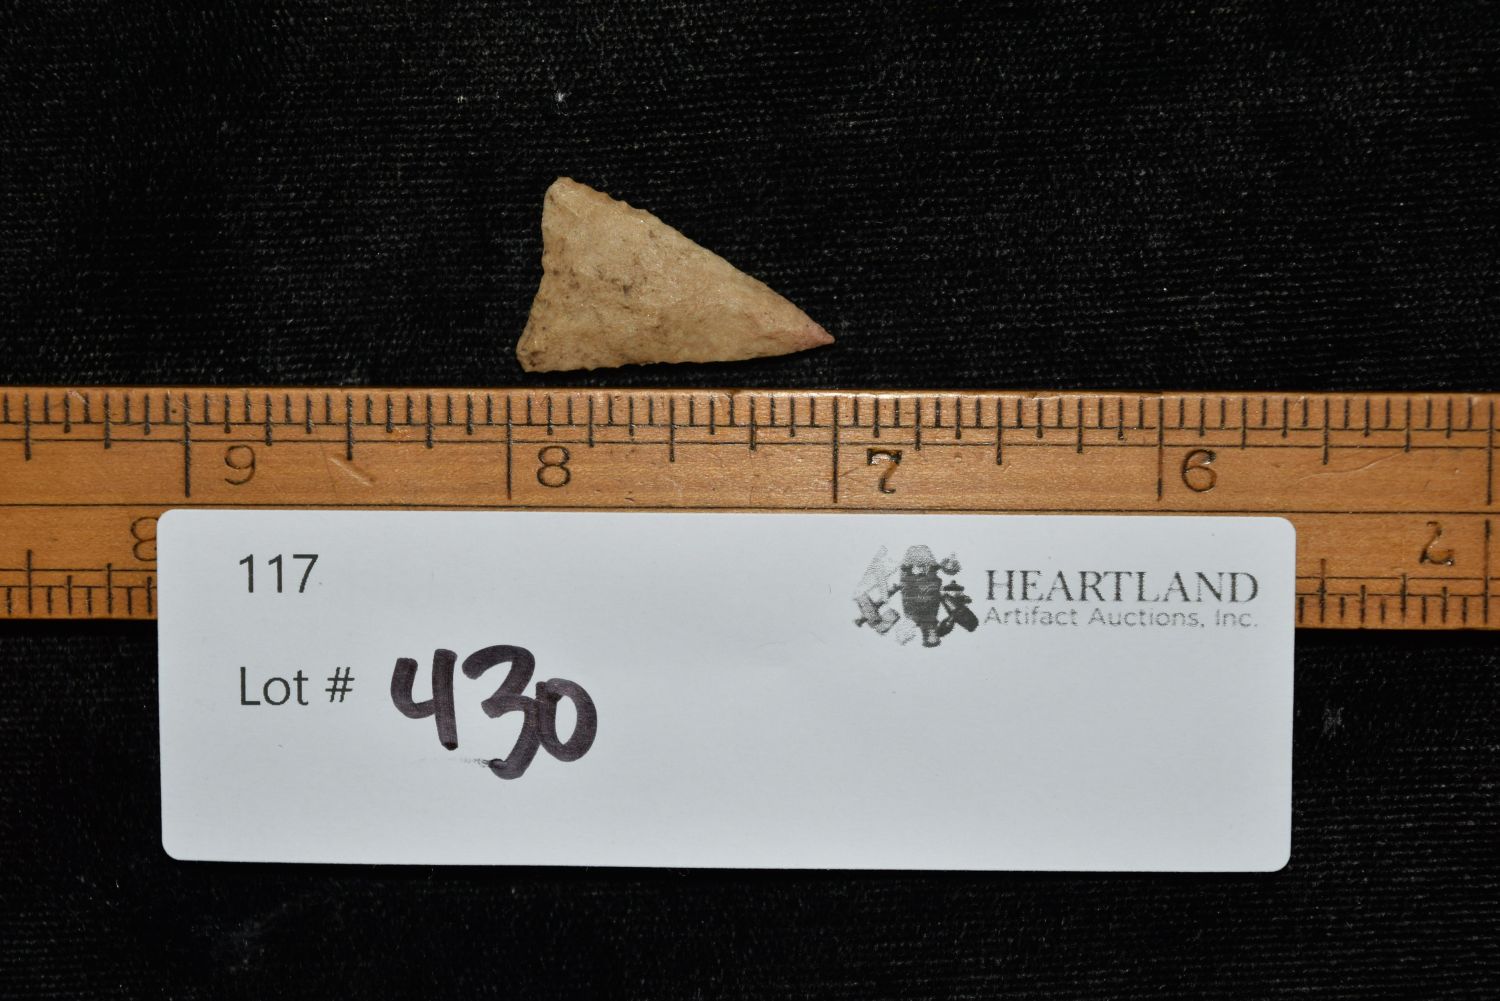 9 8 7 6
8 2
117
HEARTLAND
Artifact Auctions, Inc.
Lot # 430